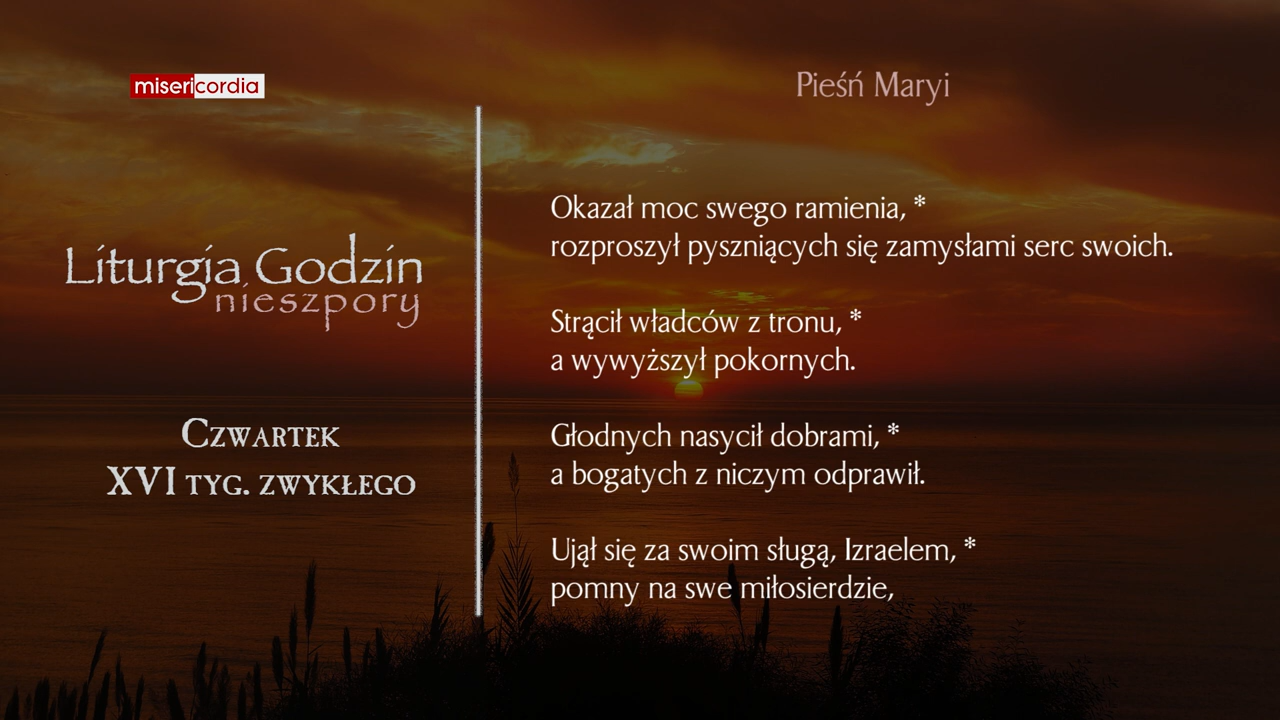 misericordia
Liturgia Godzin
nieszpory
Czwartek
XVI tyg. zwykłego
Pieśń Maryi
Okazał moc swego ramienia, *
rozproszył pyszniących się zamysłami serc swoich.
Strącił władców z tronu, *
a wywyższył pokornych.
Głodnych nasycił dobrami, *
a bogatych z niczym odprawił.
Ujął się za swoim sługą, Izraelem, *
pomny na swe miłosierdzie,